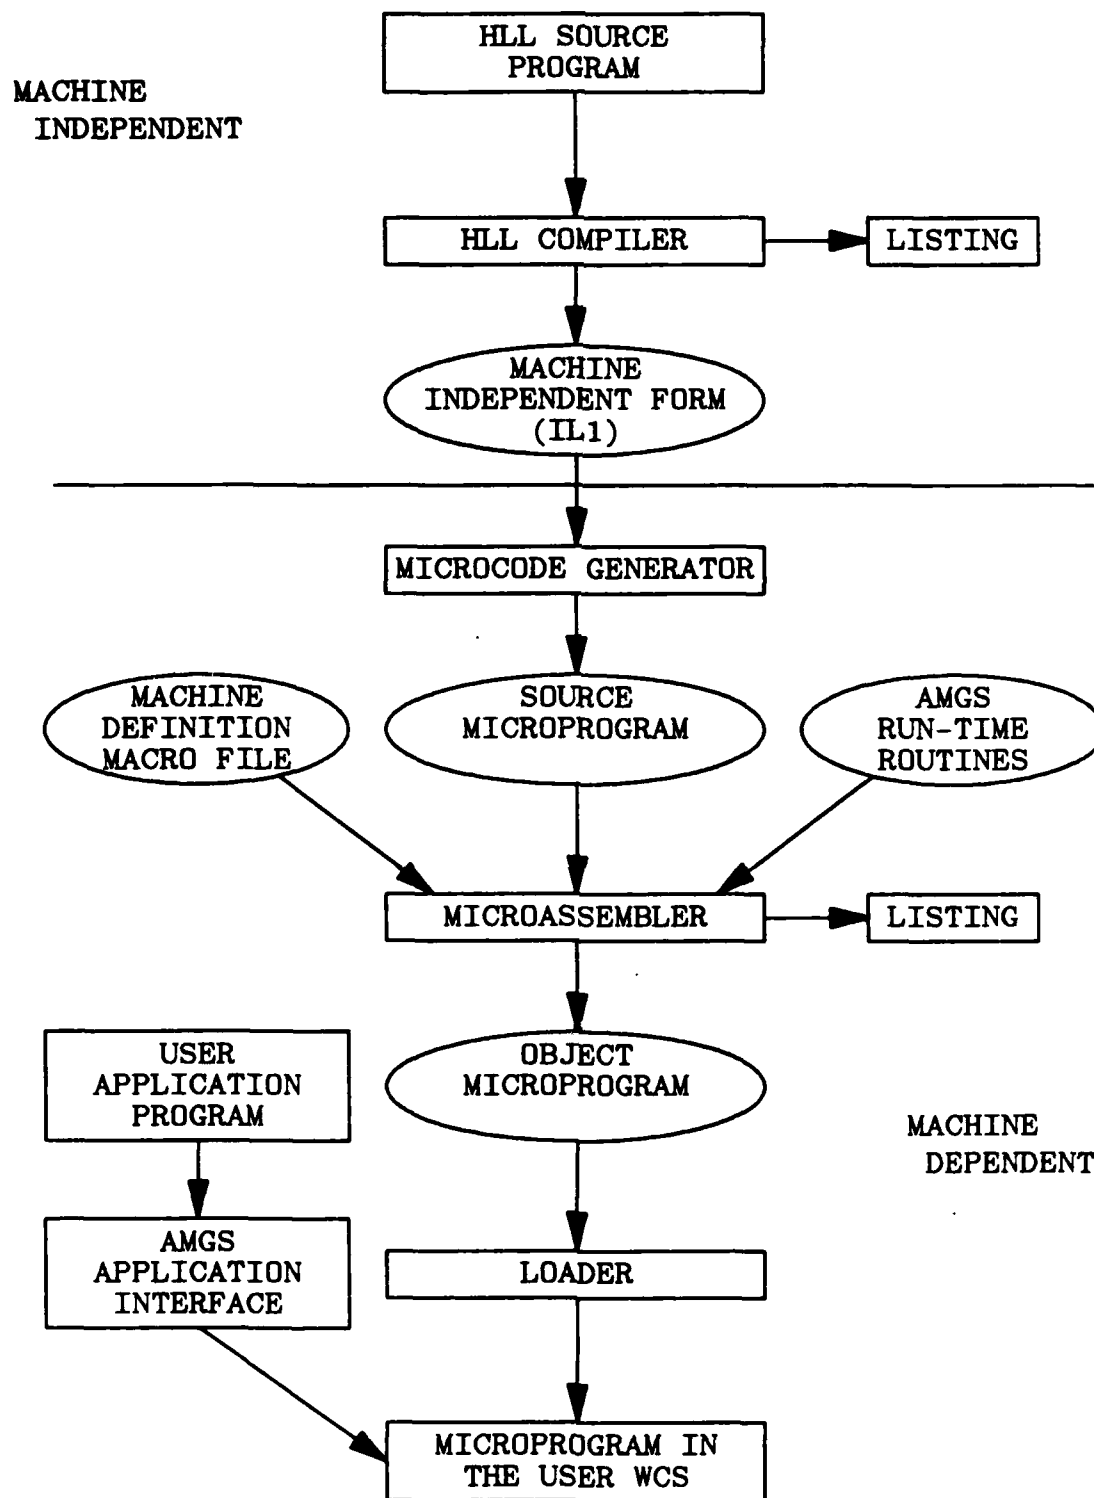 HLL SOURCE
PROGRAM
MACHINE
INDEPENDENT
HLL COMPILER
LISTING
MACHINE
INDEPENDENT FORM
(IL1)
MICROCODE GENERATOR
MACHINE
DEFINITION
MACRO FILE
SOURCE
MICROPROGRAM
AMGS
RUN-TIME
ROUTINES
MICROASSEMBLER
LISTING
USER
APPLICATION
PROGRAM
OBJECT
MICROPROGRAM
MACHINE
DEPENDENT
AMGS
APPLICATION
INTERFACE
LOADER
MICROPROGRAM IN
THE USER WCS